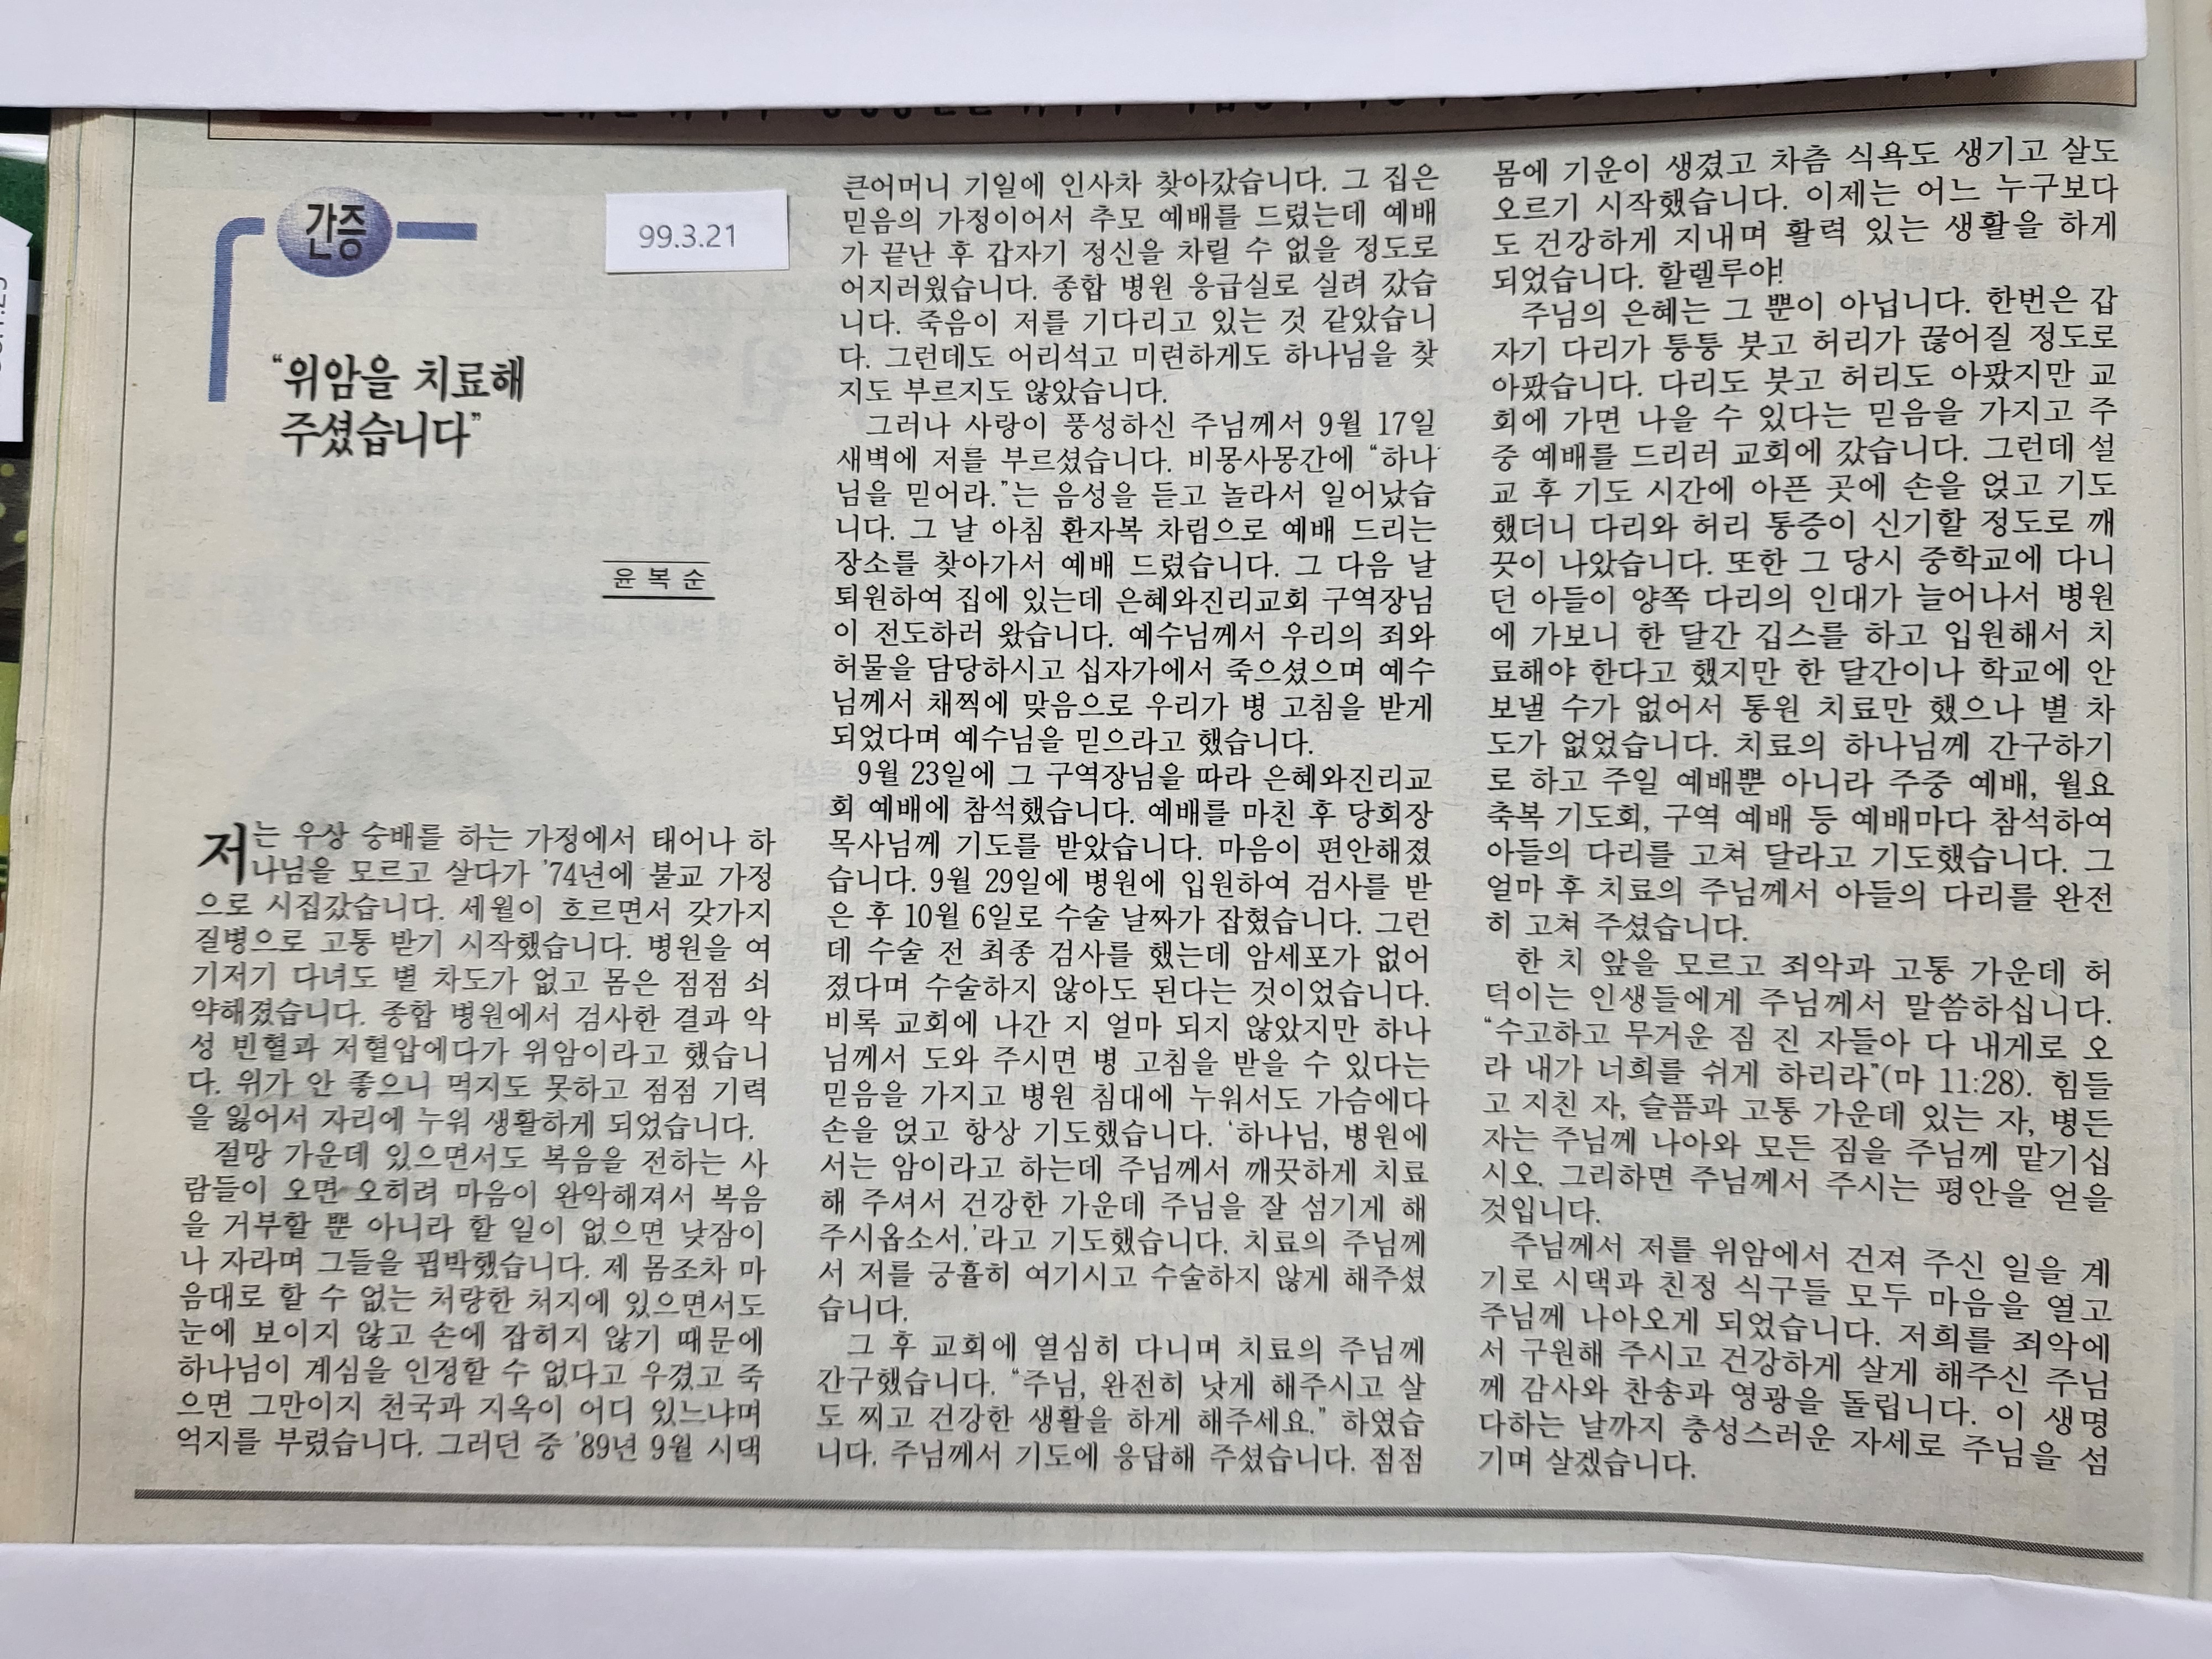 간증
99.3.21
“위암을 치료해
주셨습니다”
윤 복 순
저는 우상 숭배를 하는 가정에서 태어나 하
나님을 모르고 살다가 '74년에 불교 가정
으로 시집갔습니다. 세월이 흐르면서 갖가지
질병으로 고통 받기 시작했습니다. 병원을 여
기저기 다녀도 별 차도가 없고 몸은 점점 쇠
약해졌습니다. 종합 병원에서 검사한 결과 악
성 빈혈과 저혈압에다가 위암이라고 했습니
다. 위가 안 좋으니 먹지도 못하고 점점 기력
을 잃어서 자리에 누워 생활하게 되었습니다.
절망 가운데 있으면서도 복음을 전하는 사
람들이 오면 오히려 마음이 완악해져서 복음
을 거부할 뿐 아니라 할 일이 없으면 낮잠이
나 자라며 그들을 핍박했습니다. 제 몸조차 마
음대로 할 수 없는 처량한 처지에 있으면서도
눈에 보이지 않고 손에 잡히지 않기 때문에
하나님이 계심을 인정할 수 없다고 우겼고 죽
으면 그만이지 천국과 지옥이 어디 있느냐며
억지를 부렸습니다. 그러던 중 '89년 9월 시댁
큰어머니 기일에 인사차 찾아갔습니다. 그 집은
믿음의 가정이어서 추모 예배를 드렸는데 예배
가 끝난 후 갑자기 정신을 차릴 수 없을 정도로
어지러웠습니다. 종합 병원 응급실로 실려 갔습
니다. 죽음이 저를 기다리고 있는 것 같았습니
다. 그런데도 어리석고 미련하게도 하나님을 찾
지도 부르지도 않았습니다.
그러나 사랑이 풍성하신 주님께서 9월 17일
새벽에 저를 부르셨습니다. 비몽사몽간에 “하나
님을 믿어라.”는 음성을 듣고 놀라서 일어났습
니다. 그 날 아침 환자복 차림으로 예배 드리는
장소를 찾아가서 예배 드렸습니다. 그 다음 날
퇴원하여 집에 있는데 은혜와진리교회 구역장님
이 전도하러 왔습니다. 예수님께서 우리의 죄와
허물을 담당하시고 십자가에서 죽으셨으며 예수
님께서 채찍에 맞음으로 우리가 병 고침을 받게
되었다며 예수님을 믿으라고 했습니다.
9월 23일에 그 구역장님을 따라 은혜와진리교
회 예배에 참석했습니다. 예배를 마친 후 당회장
목사님께 기도를 받았습니다. 마음이 편안해졌
습니다. 9월 29일에 병원에 입원하여 검사를 받
은 후 10월 6일로 수술 날짜가 잡혔습니다. 그런
데 수술 전 최종 검사를 했는데 암세포가 없어
졌다며 수술하지 않아도 된다는 것이었습니다.
비록 교회에 나간 지 얼마 되지 않았지만 하나
님께서 도와 주시면 병 고침을 받을 수 있다는
믿음을 가지고 병원 침대에 누워서도 가슴에다
손을 얹고 항상 기도했습니다. '하나님, 병원에
서는 암이라고 하는데 주님께서 깨끗하게 치료
해 주셔서 건강한 가운데 주님을 잘 섬기게 해
주시옵소서.'라고 기도했습니다. 치료의 주님께
서 저를 긍휼히 여기시고 수술하지 않게 해주셨
습니다.
그 후 교회에 열심히 다니며 치료의 주님께
간구했습니다. “주님, 완전히 낫게 해주시고 살
도 찌고 건강한 생활을 하게 해주세요.” 하였습
니다. 주님께서 기도에 응답해 주셨습니다. 점점
몸에 기운이 생겼고 차츰 식욕도 생기고 살도
오르기 시작했습니다. 이제는 어느 누구보다
도 건강하게 지내며 활력 있는 생활을 하게
되었습니다. 할렐루야!
주님의 은혜는 그 뿐이 아닙니다. 한번은 갑
자기 다리가 퉁퉁 붓고 허리가 끊어질 정도로
아팠습니다. 다리도 붓고 허리도 아팠지만 교
회에 가면 나을 수 있다는 믿음을 가지고 주
중 예배를 드리러 교회에 갔습니다. 그런데 설
교 후 기도 시간에 아픈 곳에 손을 얹고 기도
했더니 다리와 허리 통증이 신기할 정도로 깨
끗이 나았습니다. 또한 그 당시 중학교에 다니
던 아들이 양쪽 다리의 인대가 늘어나서 병원
에 가보니 한 달간 깁스를 하고 입원해서 치
료해야 한다고 했지만 한 달간이나 학교에 안
보낼 수가 없어서 통원 치료만 했으나 별 차
도가 없었습니다. 치료의 하나님께 간구하기
로 하고 주일 예배뿐 아니라 주중 예배, 월요
축복 기도회, 구역 예배 등 예배마다 참석하여
아들의 다리를 고쳐 달라고 기도했습니다. 그
얼마 후 치료의 주님께서 아들의 다리를 완전
히 고쳐 주셨습니다.
한 치 앞을 모르고 죄악과 고통 가운데 허
덕이는 인생들에게 주님께서 말씀하십니다.
“수고하고 무거운 짐 진 자들아 다 내게로 오
라 내가 너희를 쉬게 하리라”(마 11:28). 힘들
고 지친 자, 슬픔과 고통 가운데 있는 자, 병든
자는 주님께 나아와 모든 짐을 주님께 맡기십
시오. 그리하면 주님께서 주시는 평안을 얻을
것입니다.
주님께서 저를 위암에서 건져 주신 일을 계
기로 시댁과 친정 식구들 모두 마음을 열고
주님께 나아오게 되었습니다. 저희를 죄악에
서 구원해 주시고 건강하게 살게 해주신 주님
께 감사와 찬송과 영광을 돌립니다. 이 생명
다하는 날까지 충성스러운 자세로 주님을 섬
기며 살겠습니다.